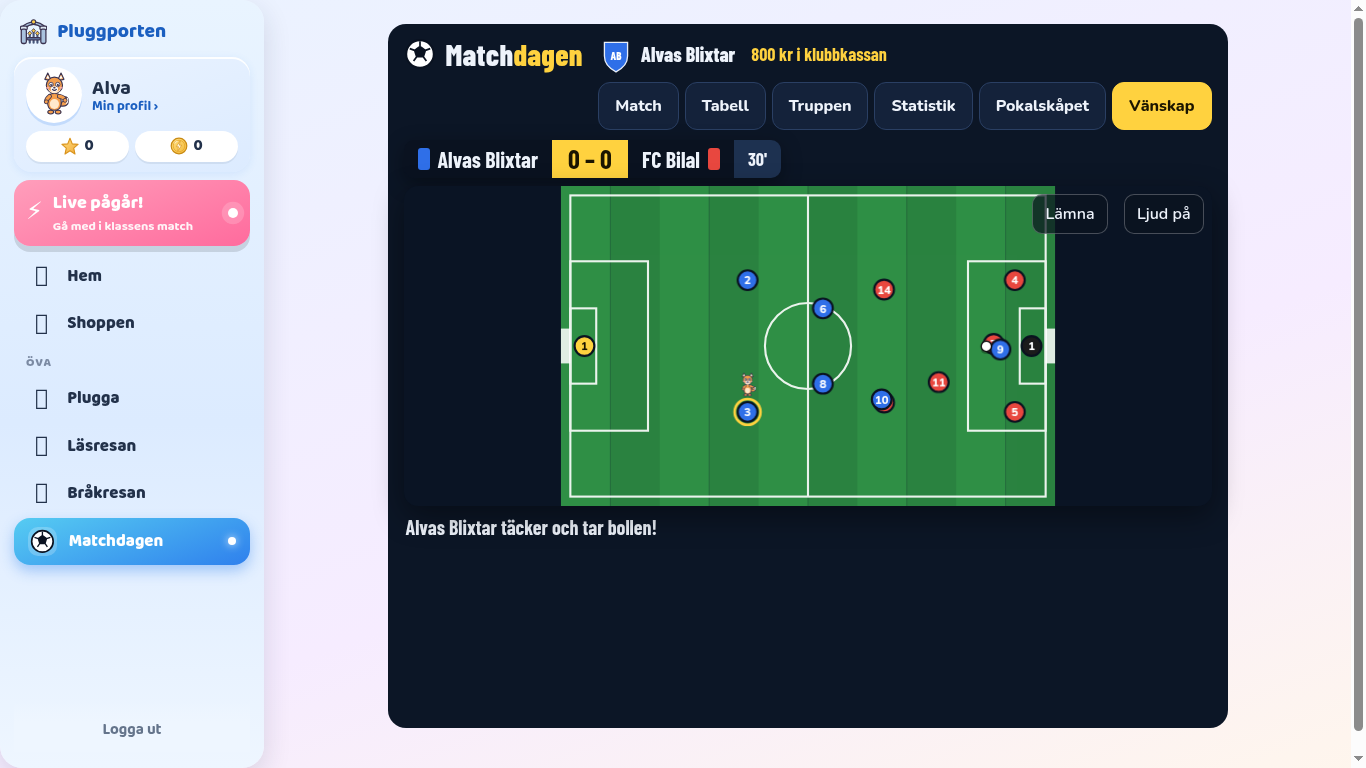 Pluggporten
Alva
Min profil ›
0
0
Live pågår!
Gå med i klassens match
Hem
Shoppen
ÖVA
Plugga
Läsresan
Bråkresan
Matchdagen
Logga ut
Matchdagen
AB
Alvas Blixtar
800 kr i klubbkassan
Match
Tabell
Truppen
Statistik
Pokalskåpet
Vänskap
Alvas Blixtar
0 – 0
FC Bilal
30'
Lämna
Ljud på
2
14
4
6
1
9
1
8
11
10
3
5
Alvas Blixtar täcker och tar bollen!